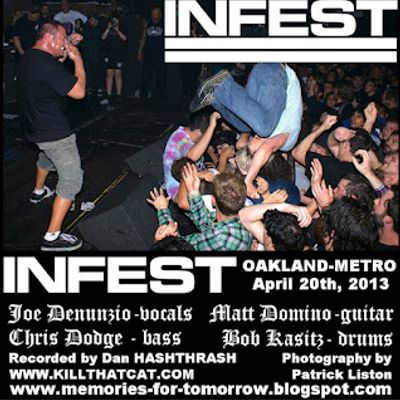 INFEST
INFEST
OAKLAND-METRO
April 20th, 2013
Joe Denunzio-vocals Matt Domino-guitar
Chris Dodge - bass Bob Kasitz- drums
Recorded by Dan HASHTHRASH
Photography by
WWW.KILLTHATCAT.COM
Patrick Liston
www.memories-for-tomorrow.blogspot.com